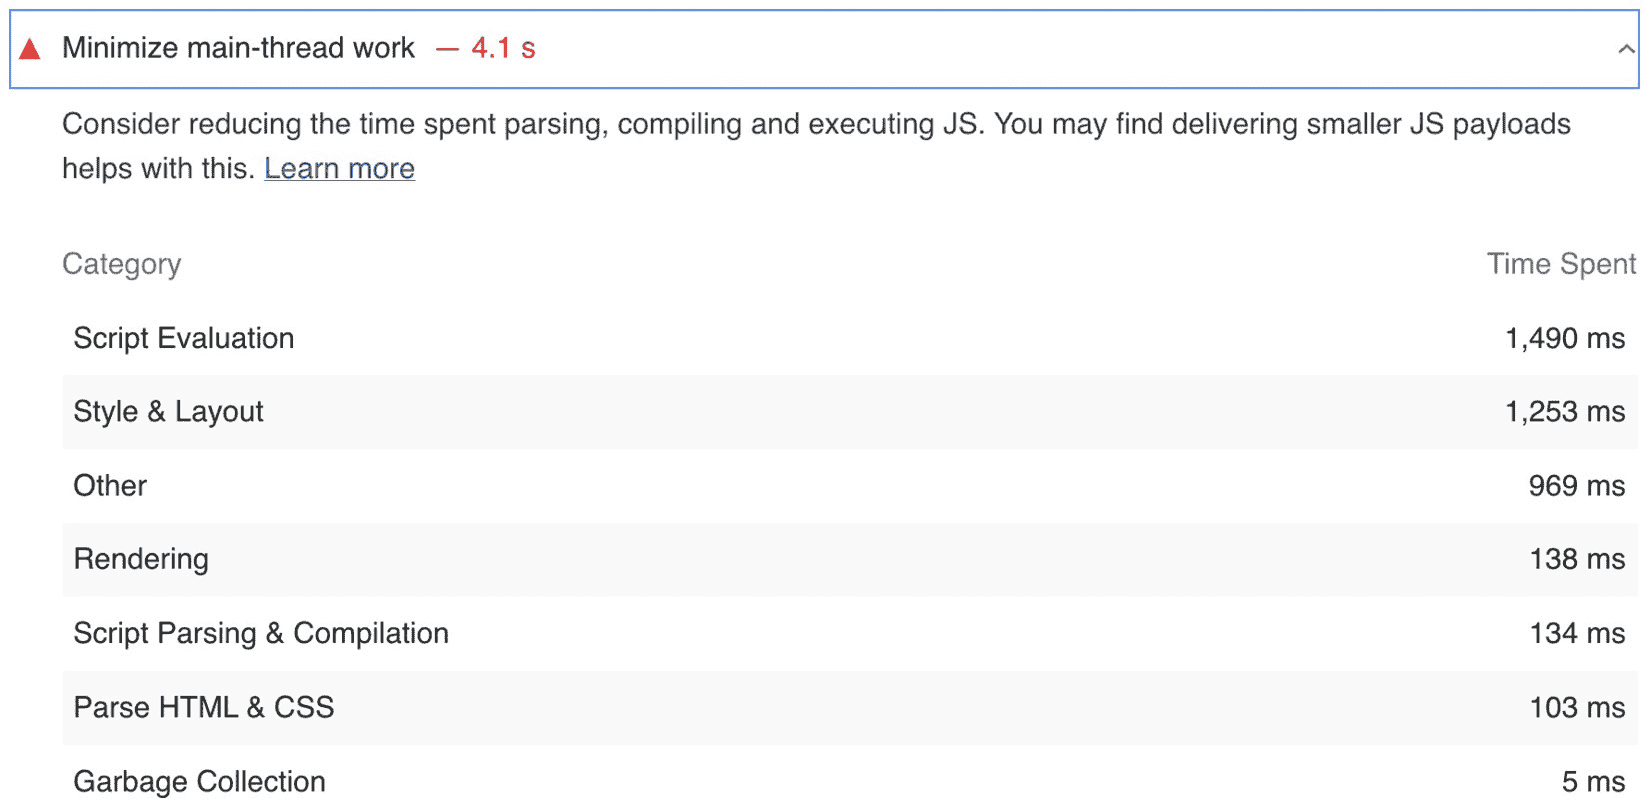 Minimize main-thread work — 4.1 s
Consider reducing the time spent parsing, compiling and executing JS. You may find delivering smaller JS payloads
helps with this. Learn more
Category Time Spent
Script Evaluation 1,490 ms
Style & Layout 1,253 ms
Other 969 ms
Rendering 138 ms
Script Parsing & Compilation 134 ms
Parse HTML & CSS 103 ms
Garbage Collection 5 ms